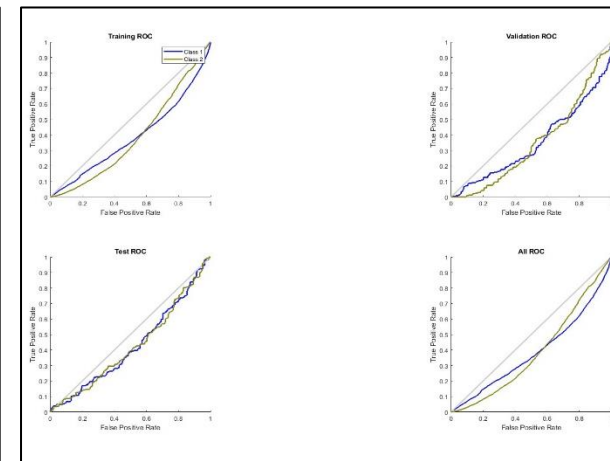 Training ROC
Class 1
Class 2
True Positive Rate
1
0.9
0.8
0.7
0.6
0.5
0.4
0.3
0.2
0.1
0
0 0.2 0.4 0.6 0.8 1
False Positive Rate
Validation ROC
True Positive Rate
1
0.9
0.8
0.7
0.6
0.5
0.4
0.3
0.2
0.1
0
0 0.2 0.4 0.6 0.8
False Positive Rate
Test ROC
True Positive Rate
1
0.9
0.8
0.7
0.6
0.5
0.4
0.3
0.2
0.1
0
0 0.2 0.4 0.6 0.8 1
False Positive Rate
All ROC
True Positive Rate
1
0.9
0.8
0.7
0.6
0.5
0.4
0.3
0.2
0.1
0
0 0.2 0.4 0.6 0.8
False Positive Rate